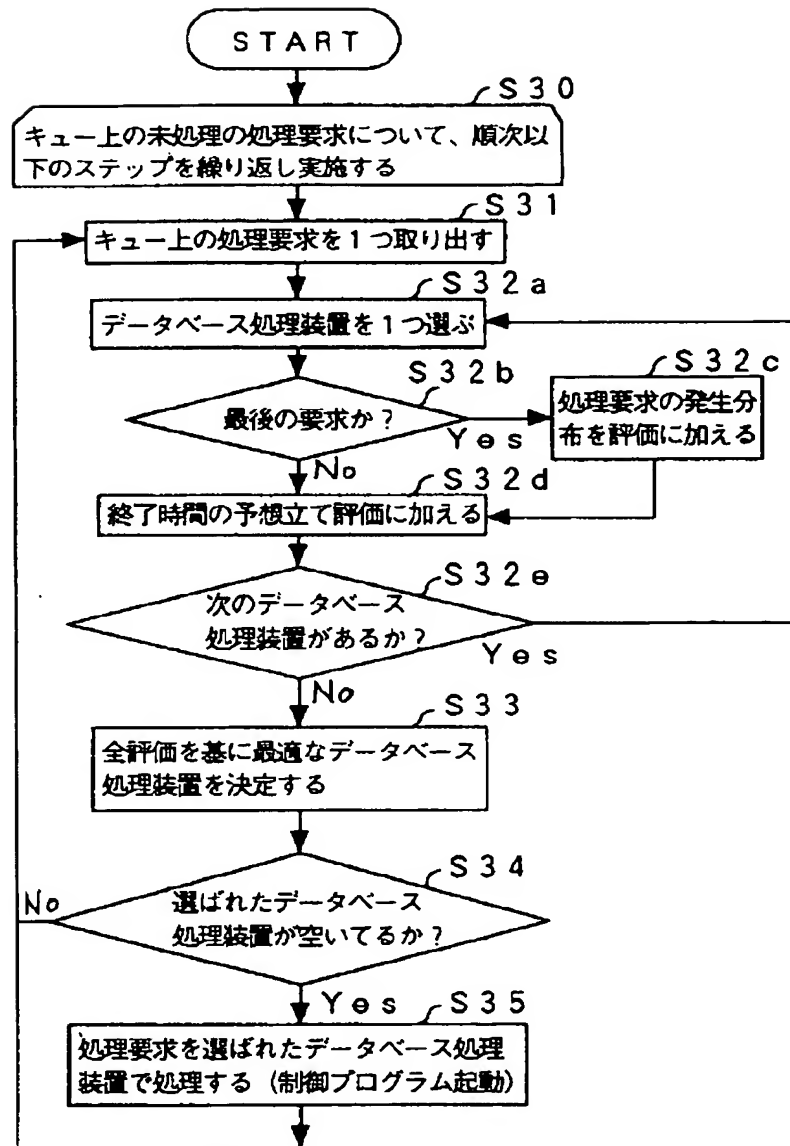 START
S30
キュー上の未処理の処理要求について、順次以
下のステップを繰り返し実施する
S31
キュー上の処理要求を1つ取り出す
S32a
データベース処理装置を1つ選ぶ
S32b
最後の要求か?
Yes
No
S32c
処理要求の発生分
布を評価に加える
S32d
終了時間の予想立て評価に加える
S32e
次のデータベース
処理装置があるか?
Yes
No
S33
全評価を基に最適なデータベース
処理装置を決定する
S34
選ばれたデータベース
処理装置が空いてるか?
No
Yes
S35
処理要求を選ばれたデータベース処理
装置で処理する(制御プログラム起動)